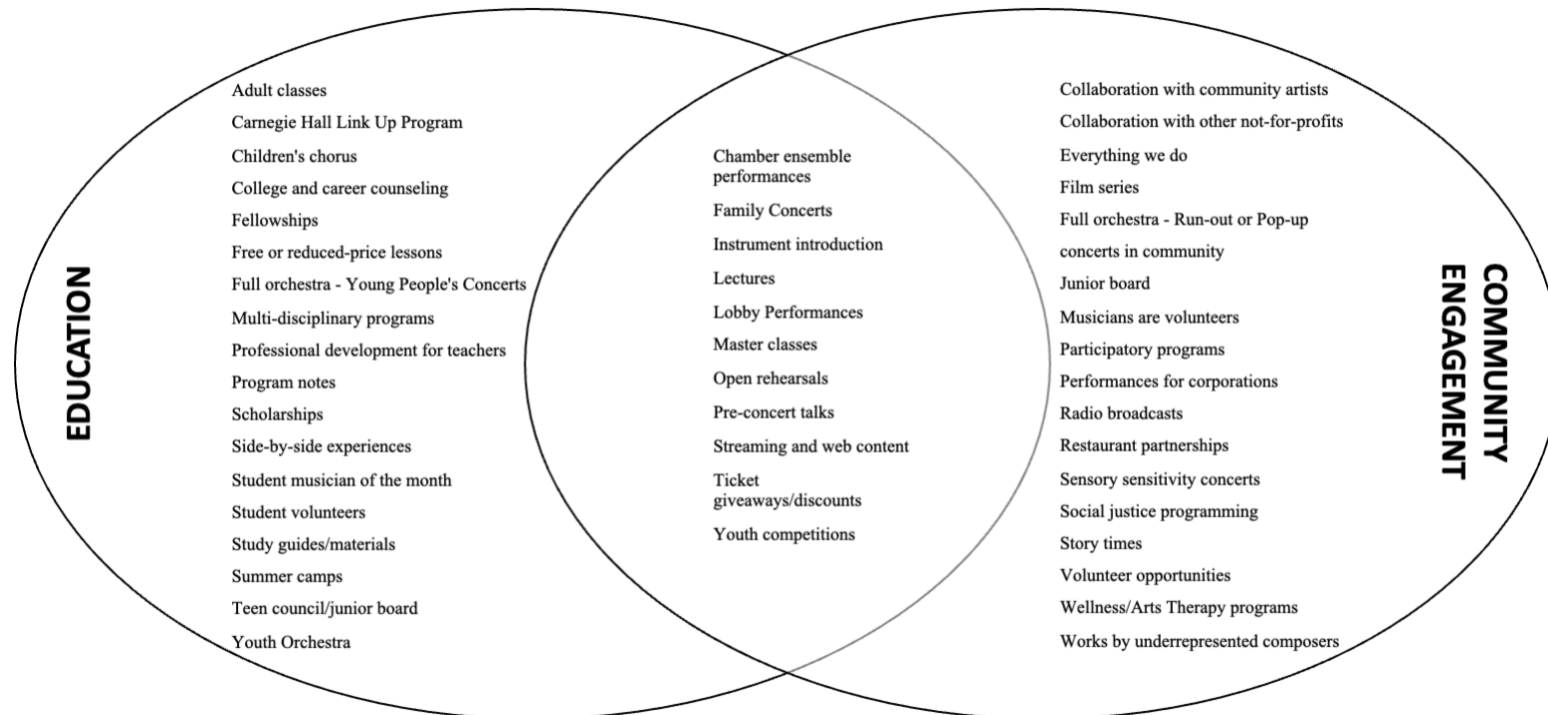 EDUCATION
Adult classes
Carnegie Hall Link Up Program
Children's chorus
College and career counseling
Fellowships
Free or reduced-price lessons
Full orchestra - Young People's Concerts
Multi-disciplinary programs
Professional development for teachers
Program notes
Scholarships
Side-by-side experiences
Student musician of the month
Student volunteers
Study guides/materials
Summer camps
Teen council/junior board
Youth Orchestra
Chamber ensemble
performances
Family Concerts
Instrument introduction
Lectures
Lobby Performances
Master classes
Open rehearsals
Pre-concert talks
Streaming and web content
Ticket
giveaways/discounts
Youth competitions
Collaboration with community artists
Collaboration with other not-for-profits
Everything we do
Film series
Full orchestra - Run-out or Pop-up
concerts in community
Junior board
Musicians are volunteers
Participatory programs
Performances for corporations
Radio broadcasts
Restaurant partnerships
Sensory sensitivity concerts
Social justice programming
Story times
Volunteer opportunities
Wellness/Arts Therapy programs
Works by underrepresented composers
COMMUNITY
ENGAGEMENT